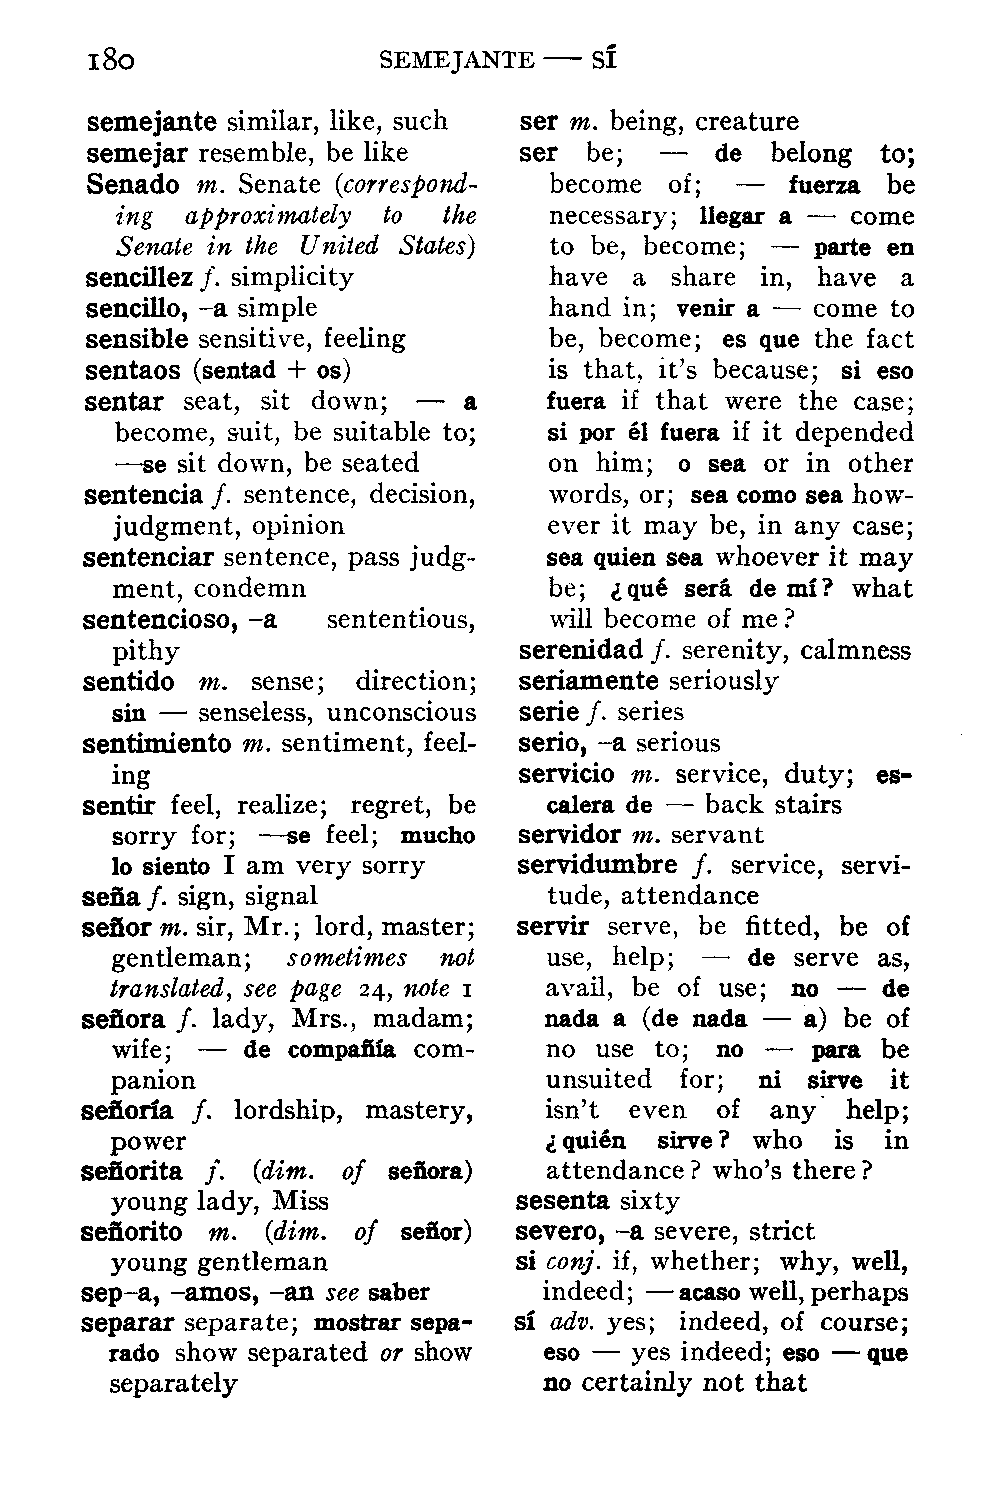 180
SEMEJANTE — SÍ
semejante similar, like, such
semejar resemble, be like
Senado m. Senate (correspond-
ing approximately to the
Senate in the United States)
sencillez f. simplicity
sencillo, –a simple
sensible sensitive, feeling
sentaos (sentad + os)
sentar seat, sit down; — a
become, suit, be suitable to;
—se sit down, be seated
sentencia f. sentence, decision,
judgment, opinion
sentenciar sentence, pass judg-
ment, condemn
sentencioso, –a sententious,
pithy
sentido m. sense; direction;
sin — senseless, unconscious
sentimiento m. sentiment, feel-
ing
sentir feel, realize; regret, be
sorry for; —se feel; mucho
lo siento I am very sorry
seña f. sign, signal
señor m. sir, Mr.; lord, master;
gentleman; sometimes not
translated, see page 24, note 1
señora f. lady, Mrs., madam;
wife; — de compañía com-
panion
señoría f. lordship, mastery,
power
señorita f. (dim. of señora)
young lady, Miss
señorito m. (dim. of señor)
young gentleman
sep–a, –amos, –an see saber
separar separate; mostrar sepa-
rado show separated or show
separately
ser m. being, creature
ser be; — de belong to;
become of; — fuerza be
necessary; llegar a — come
to be, become; — parte en
have a share in, have a
hand in; venir a — come to
be, become; es que the fact
is that, it's because; si eso
fuera if that were the case;
si por él fuera if it depended
on him; o sea or in other
words, or; sea como sea how-
ever it may be, in any case;
sea quien sea whoever it may
be; ¿qué será de mí? what
will become of me?
serenidad f. serenity, calmness
seriamente seriously
serie f. series
serio, –a serious
servicio m. service, duty; es-
calera de — back stairs
servidor m. servant
servidumbre f. service, servi-
tude, attendance
servir serve, be fitted, be of
use, help; — de serve as,
avail, be of use; no — de
nada a (de nada — a) be of
no use to; no — para be
unsuited for; ni sirve it
isn't even of any help;
¿quién sirve? who is in
attendance? who's there?
sesenta sixty
severo, –a severe, strict
si conj. if, whether; why, well,
indeed; — acaso well, perhaps
sí adv. yes; indeed, of course;
eso — yes indeed; eso — que
no certainly not that